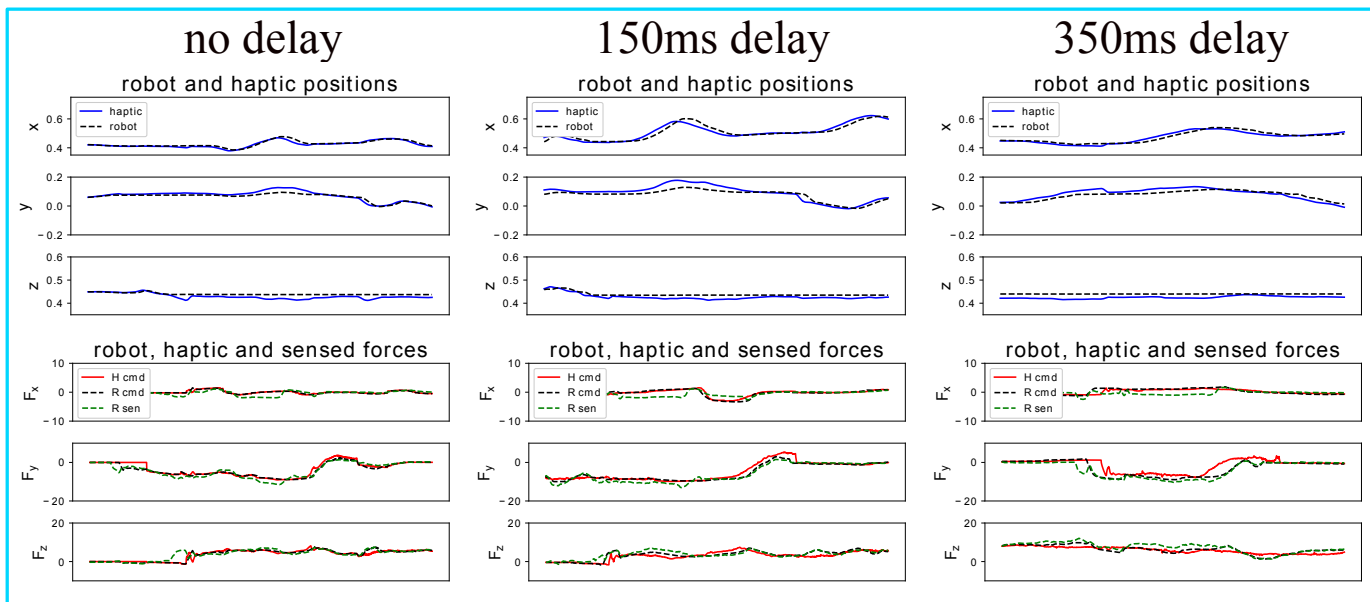 no delay
150ms delay
350ms delay
robot and haptic positions
robot and haptic positions
robot and haptic positions
x
0.6
0.4
haptic
robot
x
0.6
0.4
haptic
robot
x
0.6
0.4
haptic
robot
y
0.2
0.0
−0.2
y
0.2
0.0
−0.2
y
0.2
0.0
−0.2
z
0.6
0.5
0.4
z
0.6
0.5
0.4
z
0.6
0.5
0.4
robot, haptic and sensed forces
robot, haptic and sensed forces
robot, haptic and sensed forces
Fx
10
0
−10
H cmd
R cmd
R sen
Fx
10
0
−10
H cmd
R cmd
R sen
Fx
10
0
−10
H cmd
R cmd
R sen
Fy
0
−20
Fy
0
−20
Fy
0
−20
Fz
20
0
Fz
20
0
Fz
20
0